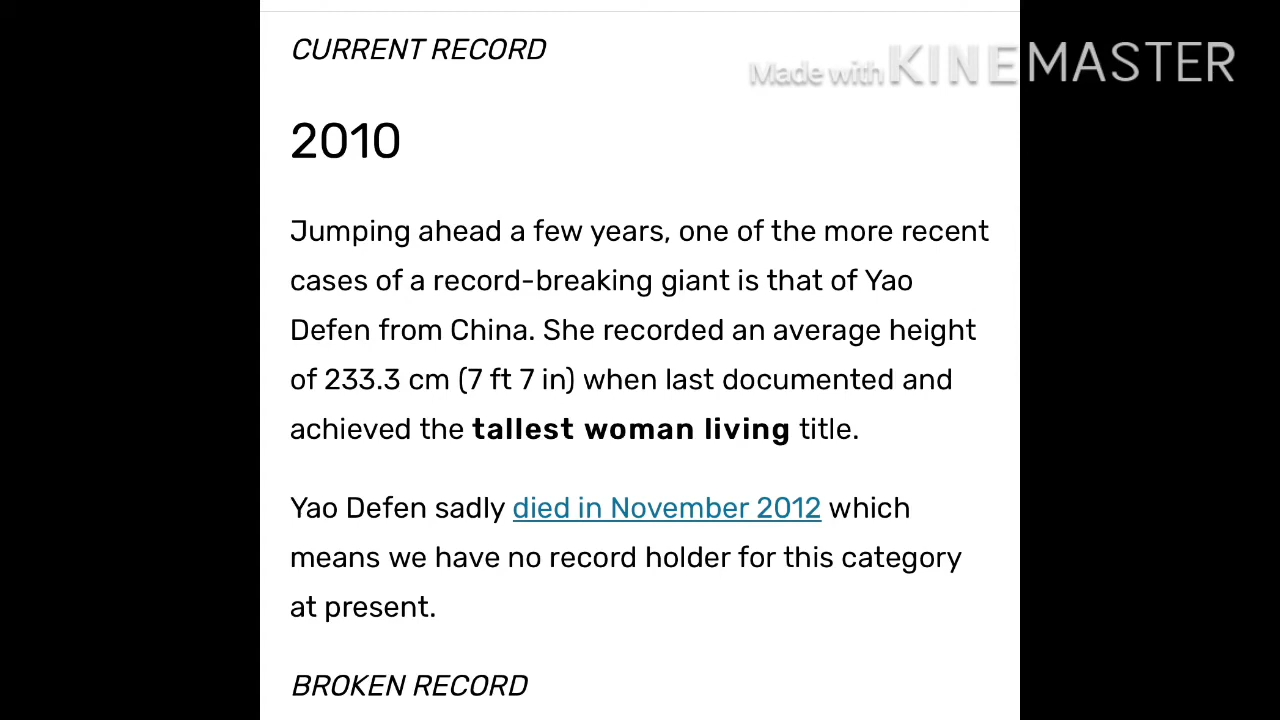 CURRENT RECORD
Made with KINEMASTER
2010
Jumping ahead a few years, one of the more recent
cases of a record-breaking giant is that of Yao
Defen from China. She recorded an average height
of 233.3 cm (7 ft 7 in) when last documented and
achieved the tallest woman living title.
Yao Defen sadly died in November 2012 which
means we have no record holder for this category
at present.
BROKEN RECORD